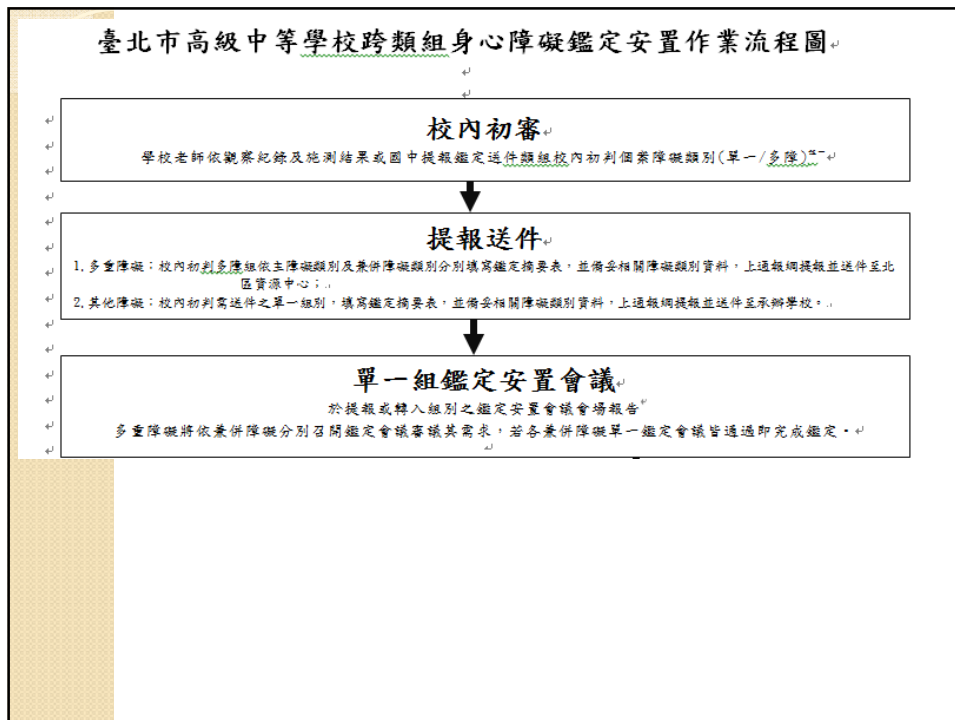 臺北市高級中等學校跨類組身心障礙鑑定安置作業流程圖
校內初審
學校老師依觀察紀錄及施測結果或國中提報鑑定送件類組校內初判個案障礙類別(單一/多障)註一
提報送件
1. 多重障礙：校內初判多障組依主障礙類別及兼併障礙類別分別填寫鑑定摘要表，並備妥相關障礙類別資料，上通報網提報並送件至北
區資源中心；
2. 其他障礙：校內初判需送件之單一組別，填寫鑑定摘要表，並備妥相關障礙類別資料，上通報網提報並送件至承辦學校。
單一組鑑定安置會議
於提報或轉入組別之鑑定安置會議會場報告
多重障礙將依兼併障礙分別召開鑑定會議審議其需求，若各兼併障礙單一鑑定會議皆通過即完成鑑定。